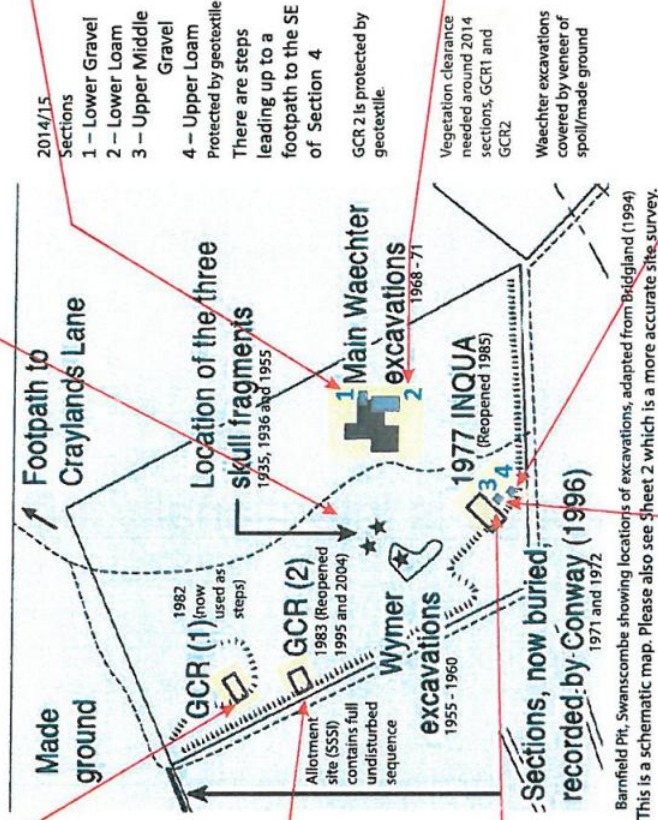 Made
ground
Footpath to
Craylands Lane
GCR (1)
1982
(now
used as
steps)
Location of the three
skull fragments
1935, 1936 and 1955
GCR (2)
1983 (Reopened
1995 and 2004)
Allotment
site (SSSI)
contains full
undisturbed
sequence
Wymer
excavations
1955 - 1960
1
Main Waechter
excavations
1968 - 71
2
1977 INQUA
(Reopened 1985)
3
4
Sections, now buried,
recorded by Conway (1996)
1971 and 1972
2014/15
Sections
1 – Lower Gravel
2 – Lower Loam
3 – Upper Middle
Gravel
4 – Upper Loam
Protected by geotextile
There are steps
leading up to a
footpath to the SE
of Section 4
GCR 2 Is protected by
geotextile.
Vegetation clearance
needed around 2014
sections, GCR1 and
GCR2
Waechter excavations
covered by veneer of
spoil/made ground
Barnfield Pit, Swanscombe showing locations of excavations, adapted from Bridgland (1994)
This is a schematic map. Please also see Sheet 2 which is a more accurate site survey.